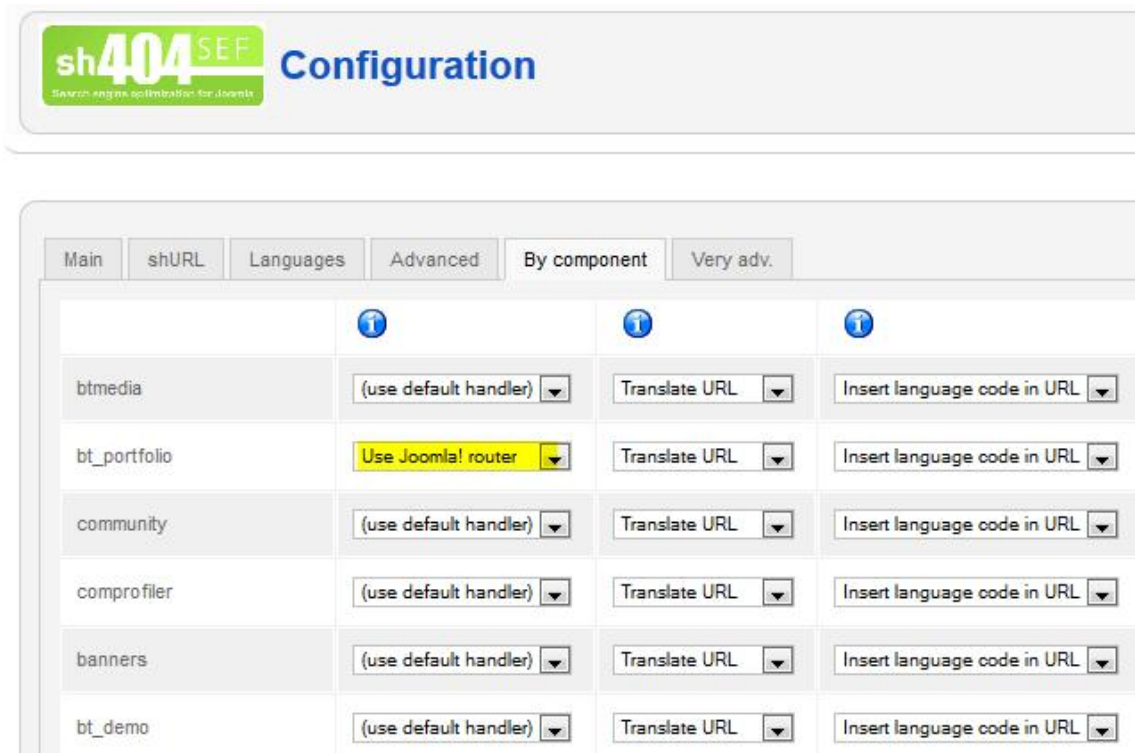 sh404SEF
Search engine optimization for Joomla
Configuration
Main shURL Languages Advanced By component Very adv.
btmedia (use default handler) Translate URL Insert language code in URL
bt_portfolio Use Joomla! router Translate URL Insert language code in URL
community (use default handler) Translate URL Insert language code in URL
comprofiler (use default handler) Translate URL Insert language code in URL
banners (use default handler) Translate URL Insert language code in URL
bt_demo (use default handler) Translate URL Insert language code in URL